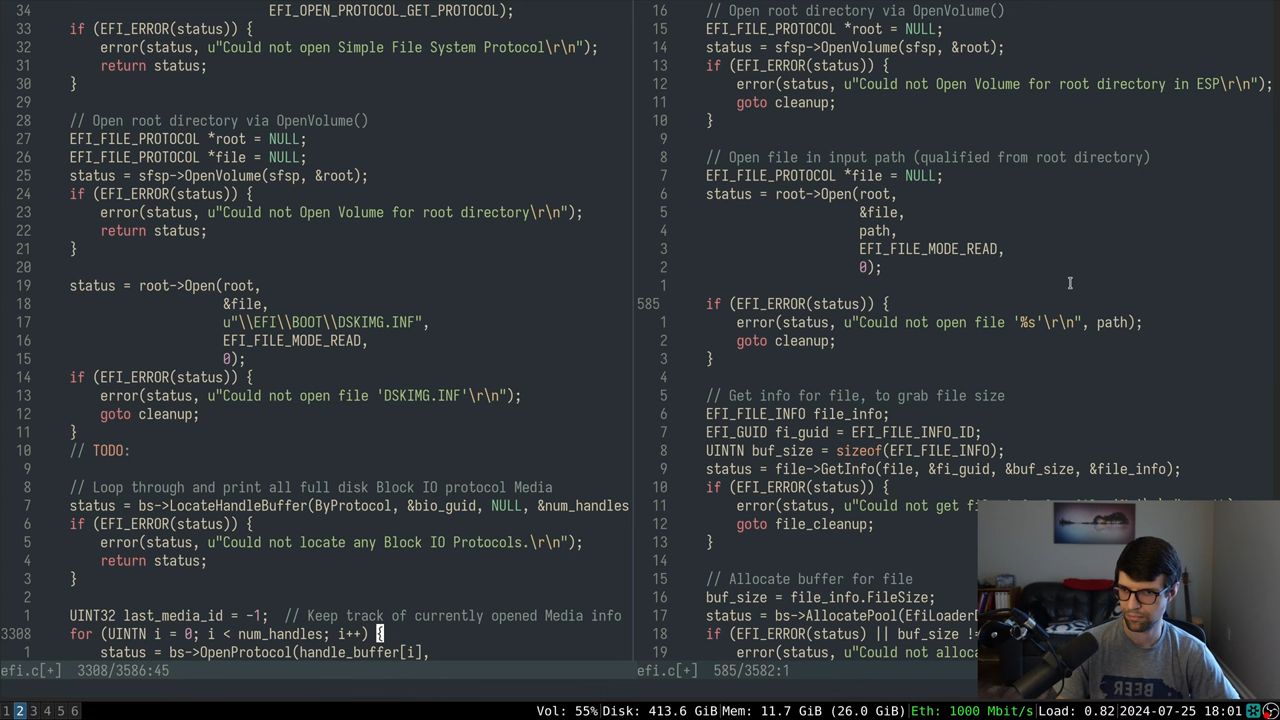 34                               EFI_OPEN_PROTOCOL_GET_PROTOCOL);
33     if (EFI_ERROR(status)) {
32         error(status, u"Could not open Simple File System Protocol\r\n");
31         return status;
30     }
29
28     // Open root directory via OpenVolume()
27     EFI_FILE_PROTOCOL *root = NULL;
26     EFI_FILE_PROTOCOL *file = NULL;
25     status = sfsp->OpenVolume(sfsp, &root);
24     if (EFI_ERROR(status)) {
23         error(status, u"Could not Open Volume for root directory\r\n");
22         return status;
21     }
20
19     status = root->Open(root,
18                         &file,
17                         u"\\EFI\\BOOT\\DSKIMG.INF",
16                         EFI_FILE_MODE_READ,
15                         0);
14     if (EFI_ERROR(status)) {
13         error(status, u"Could not open file 'DSKIMG.INF'\r\n");
12         goto cleanup;
11     }
10     // TODO:
9
8     // Loop through and print all full disk Block IO protocol Media
7     status = bs->LocateHandleBuffer(ByProtocol, &bio_guid, NULL, &num_handles
6     if (EFI_ERROR(status)) {
5         error(status, u"Could not locate any Block IO Protocols.\r\n");
4         return status;
3     }
2
1     UINT32 last_media_id = -1;  // Keep track of currently opened Media info
3308     for (UINTN i = 0; i < num_handles; i++) {
1         status = bs->OpenProtocol(handle_buffer[i],
efi.c[+]  3308/3586:45
16     // Open root directory via OpenVolume()
15     EFI_FILE_PROTOCOL *root = NULL;
14     status = sfsp->OpenVolume(sfsp, &root);
13     if (EFI_ERROR(status)) {
12         error(status, u"Could not Open Volume for root directory in ESP\r\n");
11         goto cleanup;
10     }
9
8     // Open file in input path (qualified from root directory)
7     EFI_FILE_PROTOCOL *file = NULL;
6     status = root->Open(root,
5                         &file,
4                         path,
3                         EFI_FILE_MODE_READ,
2                         0);
1
585     if (EFI_ERROR(status)) {
1         error(status, u"Could not open file '%s'\r\n", path);
2         goto cleanup;
3     }
4
5     // Get info for file, to grab file size
6     EFI_FILE_INFO file_info;
7     EFI_GUID fi_guid = EFI_FILE_INFO_ID;
8     UINTN buf_size = sizeof(EFI_FILE_INFO);
9     status = file->GetInfo(file, &fi_guid, &buf_size, &file_info);
10     if (EFI_ERROR(status)) {
11         error(status, u"Could not get
12         goto file_cleanup;
13     }
14
15     // Allocate buffer for file
16     buf_size = file_info.FileSize;
17     status = bs->AllocatePool(EfiLoader
18     if (EFI_ERROR(status) || buf_size
19         error(status, u"Could not
efi.c[+]  585/3582:1
BEER
1 2 3 4 5 6 Vol: 55% Disk: 413.6 GiB Mem: 11.7 GiB (26.0 GiB) Eth: 1000 Mbit/s Load: 0.82 2024-07-25 18:01